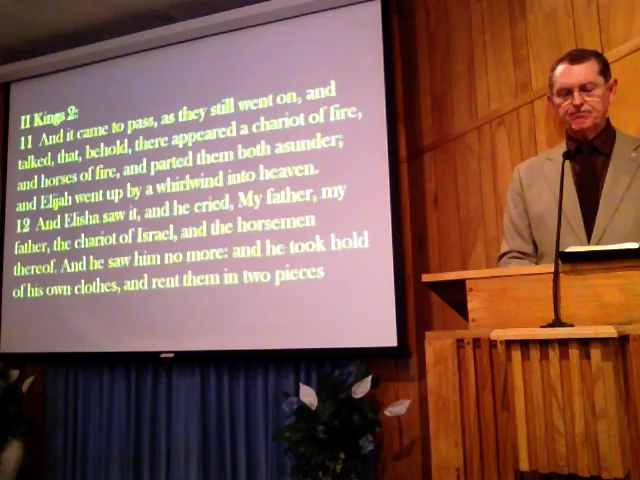 II Kings 2:
11 And it came to pass, as they still went on, and
talked, that, behold, there appeared a chariot of fire,
and horses of fire, and parted them both asunder;
and Elijah went up by a whirlwind into heaven.
12 And Elisha saw it, and he cried, My father, my
father, the chariot of Israel, and the horsemen
thereof. And he saw him no more: and he took hold
of his own clothes, and rent them in two pieces